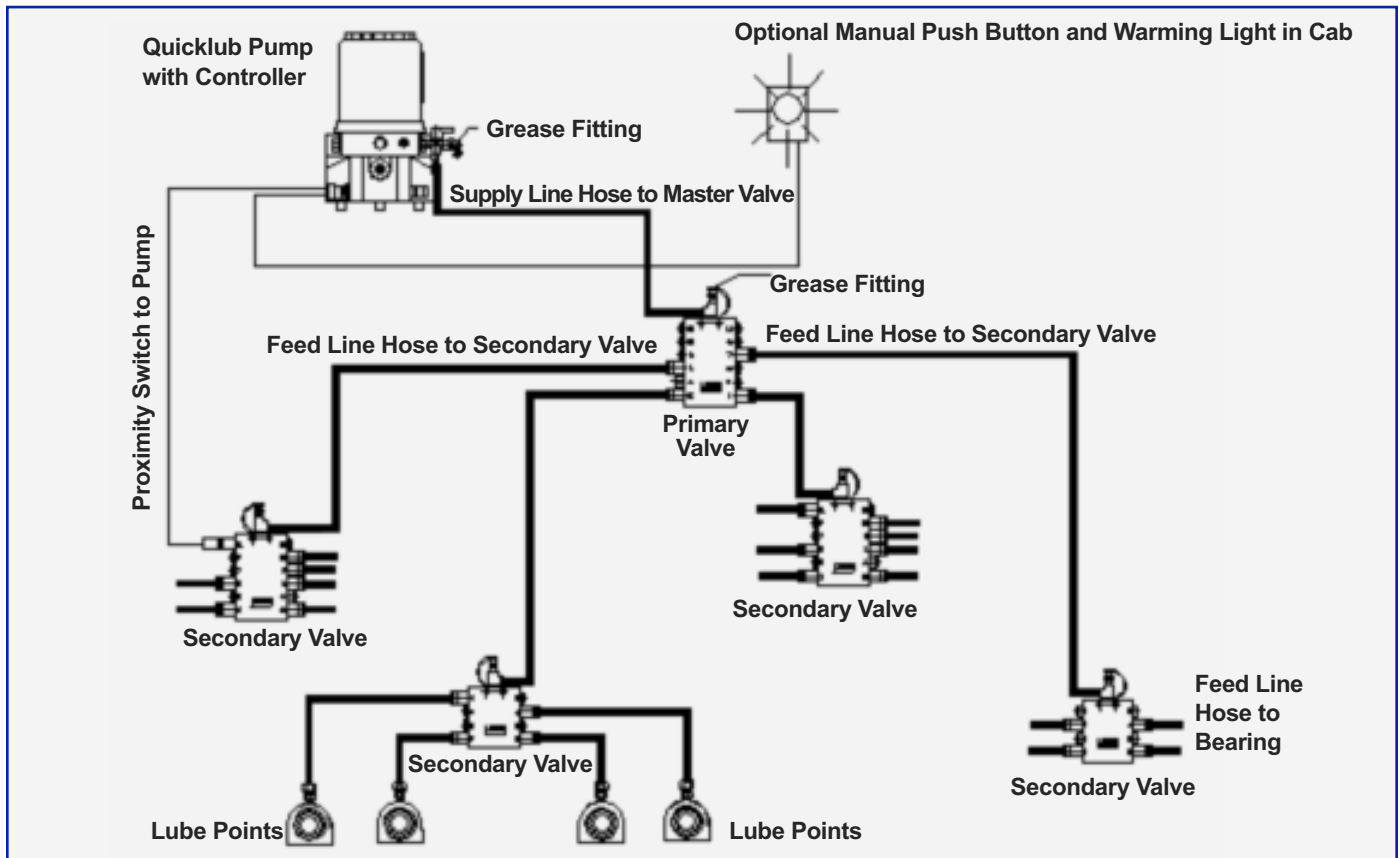 Quicklub Pump
with Controller
Optional Manual Push Button and Warming Light in Cab
Grease Fitting
Supply Line Hose to Master Valve
Proximity Switch to Pump
Grease Fitting
Feed Line Hose to Secondary Valve
Feed Line Hose to Secondary Valve
Primary
Valve
Secondary Valve
Secondary Valve
Secondary Valve
Feed Line
Hose to
Bearing
Secondary Valve
Lube Points
Lube Points